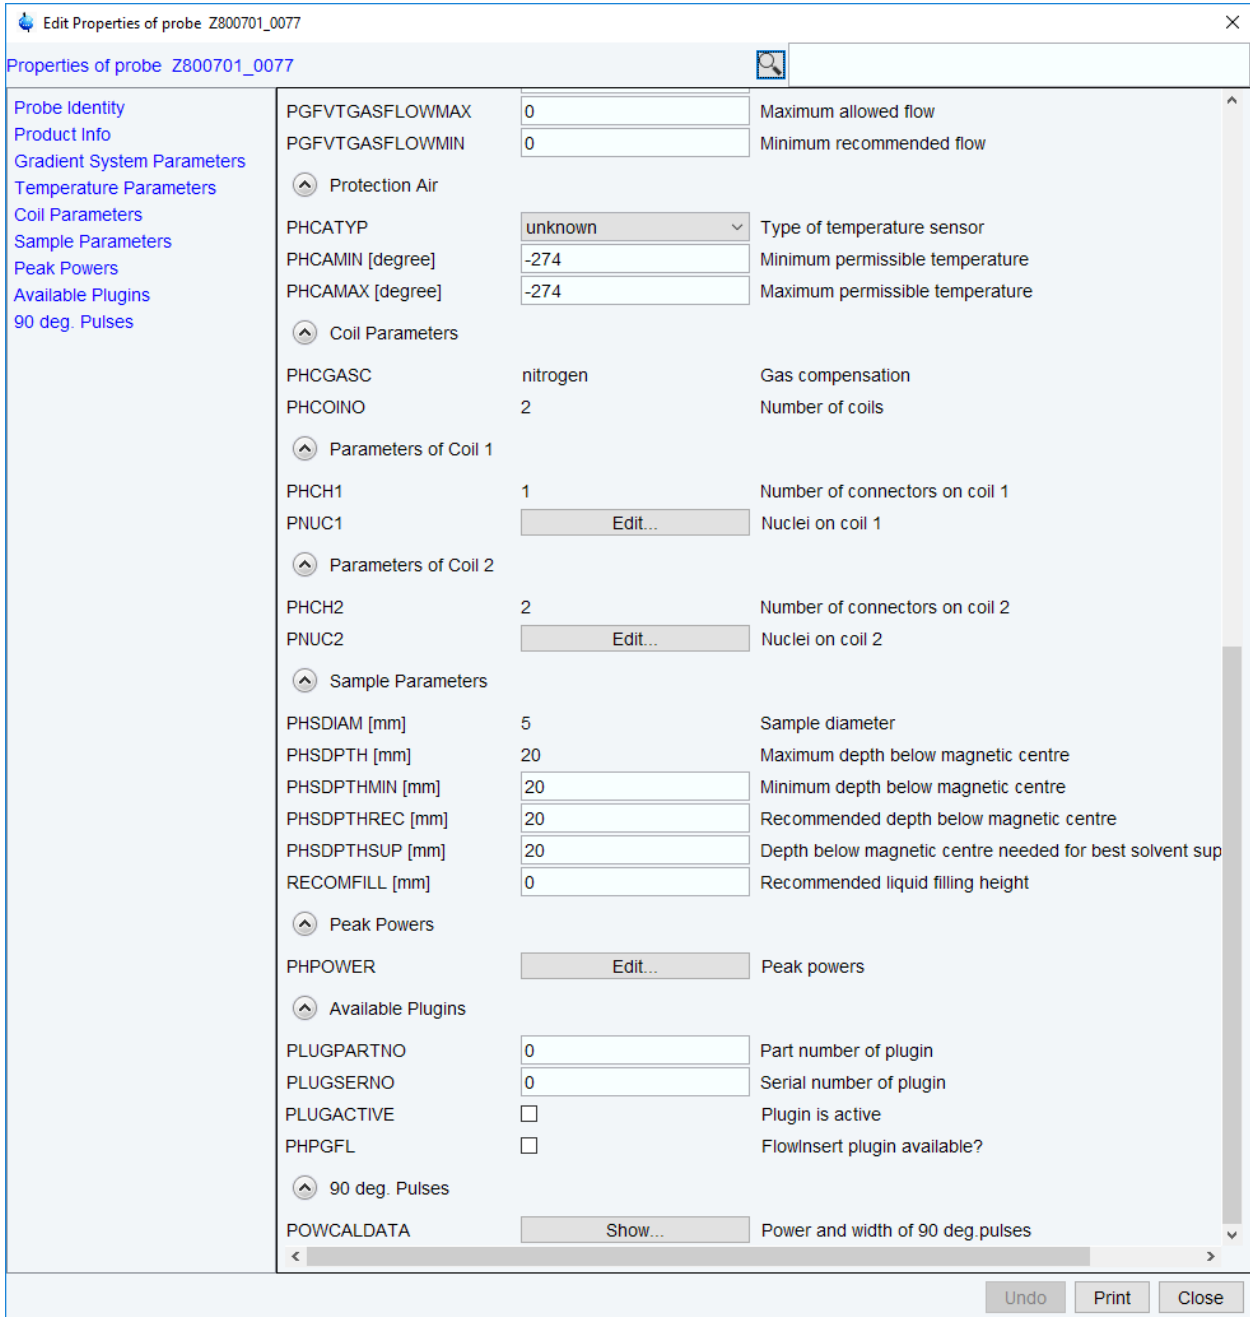 Edit Properties of probe Z800701_0077
Properties of probe Z800701_0077
Probe Identity
Product Info
Gradient System Parameters
Temperature Parameters
Coil Parameters
Sample Parameters
Peak Powers
Available Plugins
90 deg. Pulses
PGFVTGASFLOWMAX 0 Maximum allowed flow
PGFVTGASFLOWMIN 0 Minimum recommended flow
Protection Air
PHCATYP unknown Type of temperature sensor
PHCAMIN [degree] -274 Minimum permissible temperature
PHCAMAX [degree] -274 Maximum permissible temperature
Coil Parameters
PHCGASC nitrogen Gas compensation
PHCOINO 2 Number of coils
Parameters of Coil 1
PHCH1 1 Number of connectors on coil 1
PNUC1 Edit... Nuclei on coil 1
Parameters of Coil 2
PHCH2 2 Number of connectors on coil 2
PNUC2 Edit... Nuclei on coil 2
Sample Parameters
PHSDIAM [mm] 5 Sample diameter
PHSDPTH [mm] 20 Maximum depth below magnetic centre
PHSDPTHMIN [mm] 20 Minimum depth below magnetic centre
PHSDPTHREC [mm] 20 Recommended depth below magnetic centre
PHSDPTHSUP [mm] 20 Depth below magnetic centre needed for best solvent sup
RECOMFILL [mm] 0 Recommended liquid filling height
Peak Powers
PHPOWER Edit... Peak powers
Available Plugins
PLUGPARTNO 0 Part number of plugin
PLUGSERNO 0 Serial number of plugin
PLUGACTIVE Plugin is active
PHPGFL FlowInsert plugin available?
90 deg. Pulses
POWCALDATA Show... Power and width of 90 deg.pulses
Undo Print Close